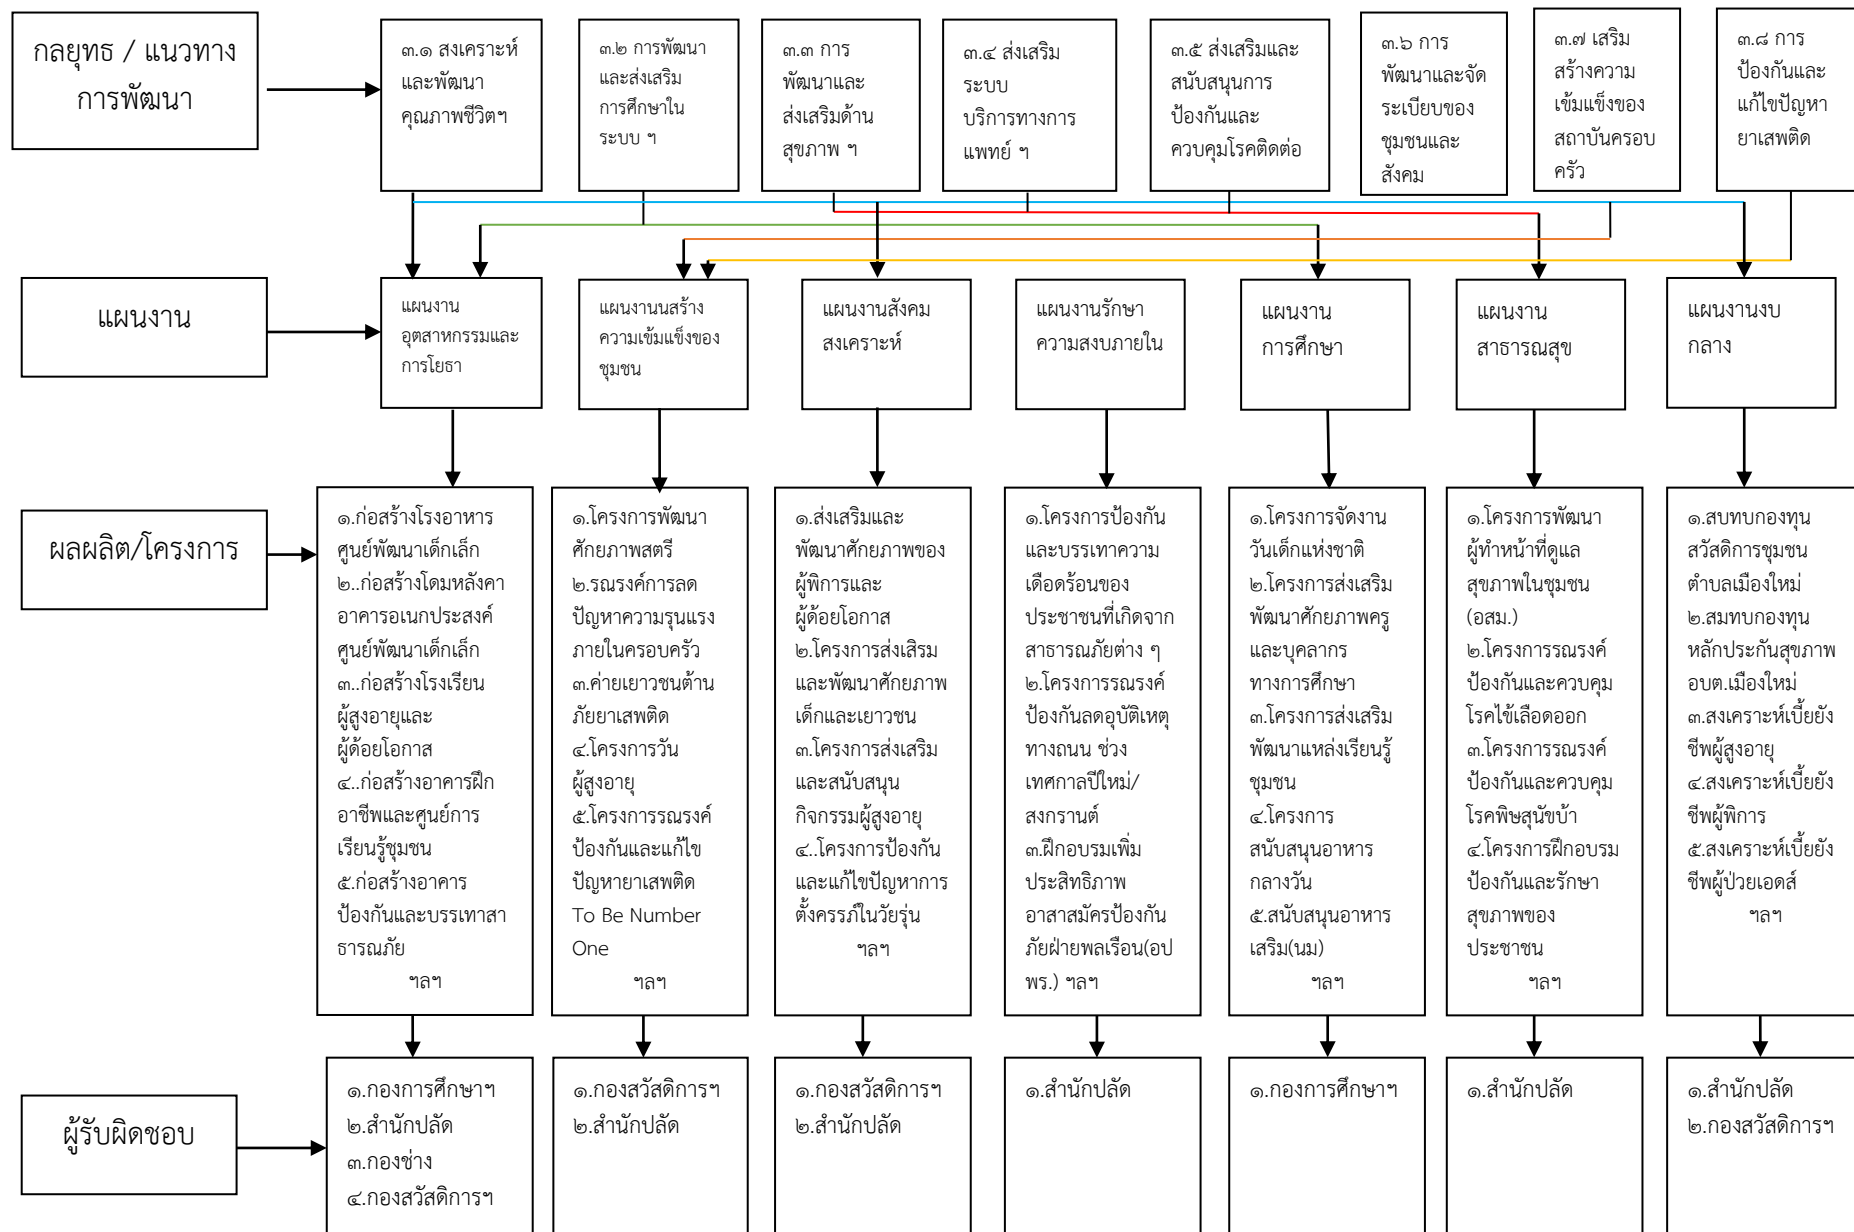 กลยุทธ / แนวทาง
การพัฒนา
๓.๑ สงเคราะห์
และพัฒนา
คุณภาพชีวิตฯ
๓.๒ การพัฒนา
และส่งเสริม
การศึกษาใน
ระบบ ฯ
๓.๓ การ
พัฒนาและ
ส่งเสริมด้าน
สุขภาพ ฯ
๓.๔ ส่งเสริม
ระบบ
บริการทางการ
แพทย์ ฯ
๓.๕ ส่งเสริมและ
สนับสนุนการ
ป้องกันและ
ควบคุมโรคติดต่อ
๓.๖ การ
พัฒนาและจัด
ระเบียบของ
ชุมชนและ
สังคม
๓.๗ เสริม
สร้างความ
เข้มแข็งของ
สถาบันครอบ
ครัว
๓.๘ การ
ป้องกันและ
แก้ไขปัญหา
ยาเสพติด
แผนงาน
แผนงาน
อุตสาหกรรมและ
การโยธา
แผนงานนสร้าง
ความเข้มแข็งของ
ชุมชน
แผนงานสังคม
สงเคราะห์
แผนงานรักษา
ความสงบภายใน
แผนงาน
การศึกษา
แผนงาน
สาธารณสุข
แผนงานงบ
กลาง
ผลผลิต/โครงการ
๑.ก่อสร้างโรงอาหาร
ศูนย์พัฒนาเด็กเล็ก
๒..ก่อสร้างโดมหลังคา
อาคารอเนกประสงค์
ศูนย์พัฒนาเด็กเล็ก
๓..ก่อสร้างโรงเรียน
ผู้สูงอายุและ
ผู้ด้อยโอกาส
๔..ก่อสร้างอาคารฝึก
อาชีพและศูนย์การ
เรียนรู้ชุมชน
๕.ก่อสร้างอาคาร
ป้องกันและบรรเทาสา
ธารณภัย
ฯลฯ
๑.โครงการพัฒนา
ศักยภาพสตรี
๒.รณรงค์การลด
ปัญหาความรุนแรง
ภายในครอบครัว
๓.ค่ายเยาวชนต้าน
ภัยยาเสพติด
๔.โครงการวัน
ผู้สูงอายุ
๕.โครงการรณรงค์
ป้องกันและแก้ไข
ปัญหายาเสพติด
To Be Number
One
ฯลฯ
๑.ส่งเสริมและ
พัฒนาศักยภาพของ
ผู้พิการและ
ผู้ด้อยโอกาส
๒.โครงการส่งเสิรม
และพัฒนาศักยภาพ
เด็กและเยาวชน
๓.โครงการส่งเสริม
และสนับสนุน
กิจกรรมผู้สูงอายุ
๔..โครงการป้องกัน
และแก้ไขปัญหาการ
ตั้งครรภ์ในวัยรุ่น
ฯลฯ
๑.โครงการป้องกัน
และบรรเทาความ
เดือดร้อนของ
ประชาชนที่เกิดจาก
สาธารณภัยต่าง ๆ
๒.โครงการรณรงค์
ป้องกันลดอุบัติเหตุ
ทางถนน ช่วง
เทศกาลปีใหม่/
สงกรานต์
๓.ฝึกอบรมเพิ่ม
ประสิทธิภาพ
อาสาสมัครป้องกัน
ภัยฝ่ายพลเรือน(อป
พร.) ฯลฯ
๑.โครงการจัดงาน
วันเด็กแห่งชาติ
๒.โครงการส่งเสริม
พัฒนาศักยภาพครู
และบุคลากร
ทางการศึกษา
๓.โครงการส่งเสริม
พัฒนาแหล่งเรียนรู้
ชุมชน
๔.โครงการ
สนับสนุนอาหาร
กลางวัน
๕.สนับสนุนอาหาร
เสริม(นม)
ฯลฯ
๑.โครงการพัฒนา
ผู้ทำหน้าที่ดูแล
สุขภาพในชุมชน
(อสม.)
๒.โครงการรณรงค์
ป้องกันและควบคุม
โรคไข้เลือดออก
๓.โครงการรณรงค์
ป้องกันและควบคุม
โรคพิษสุนัขบ้า
๔.โครงการฝึกอบรม
ป้องกันและรักษา
สุขภาพของ
ประชาชน
ฯลฯ
๑.สบทบกองทุน
สวัสดิการชุมชน
ตำบลเมืองใหม่
๒.สมทบกองทุน
หลักประกันสุขภาพ
อบต.เมืองใหม่
๓.สงเคราะห์เบี้ยยัง
ชีพผู้สูงอายุ
๔.สงเคราะห์เบี้ยยัง
ชีพผู้พิการ
๕.สงเคราะห์เบี้ยยัง
ชีพผู้ป่วยเอดส์
ฯลฯ
ผู้รับผิดชอบ
๑.กองการศึกษาฯ
๒.สำนักปลัด
๓.กองช่าง
๔.กองสวัสดิการฯ
๑.กองสวัสดิการฯ
๒.สำนักปลัด
๑.กองสวัสดิการฯ
๒.สำนักปลัด
๑.สำนักปลัด
๑.กองการศึกษาฯ
๑.สำนักปลัด
๑.สำนักปลัด
๒.กองสวัสดิการฯ